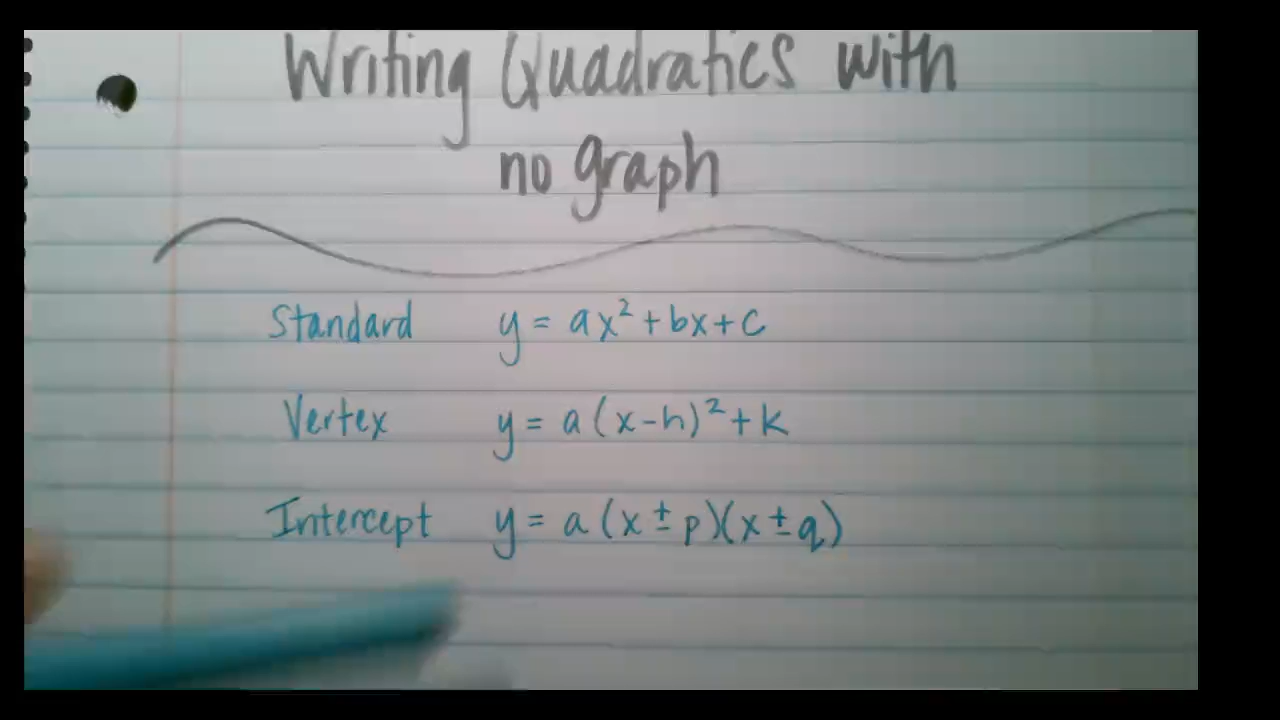 Writing Quadratics with
no graph
Standard y = ax² + bx + c
Vertex y = a(x-h)² + k
Intercept y = a(x ± p)(x ± q)